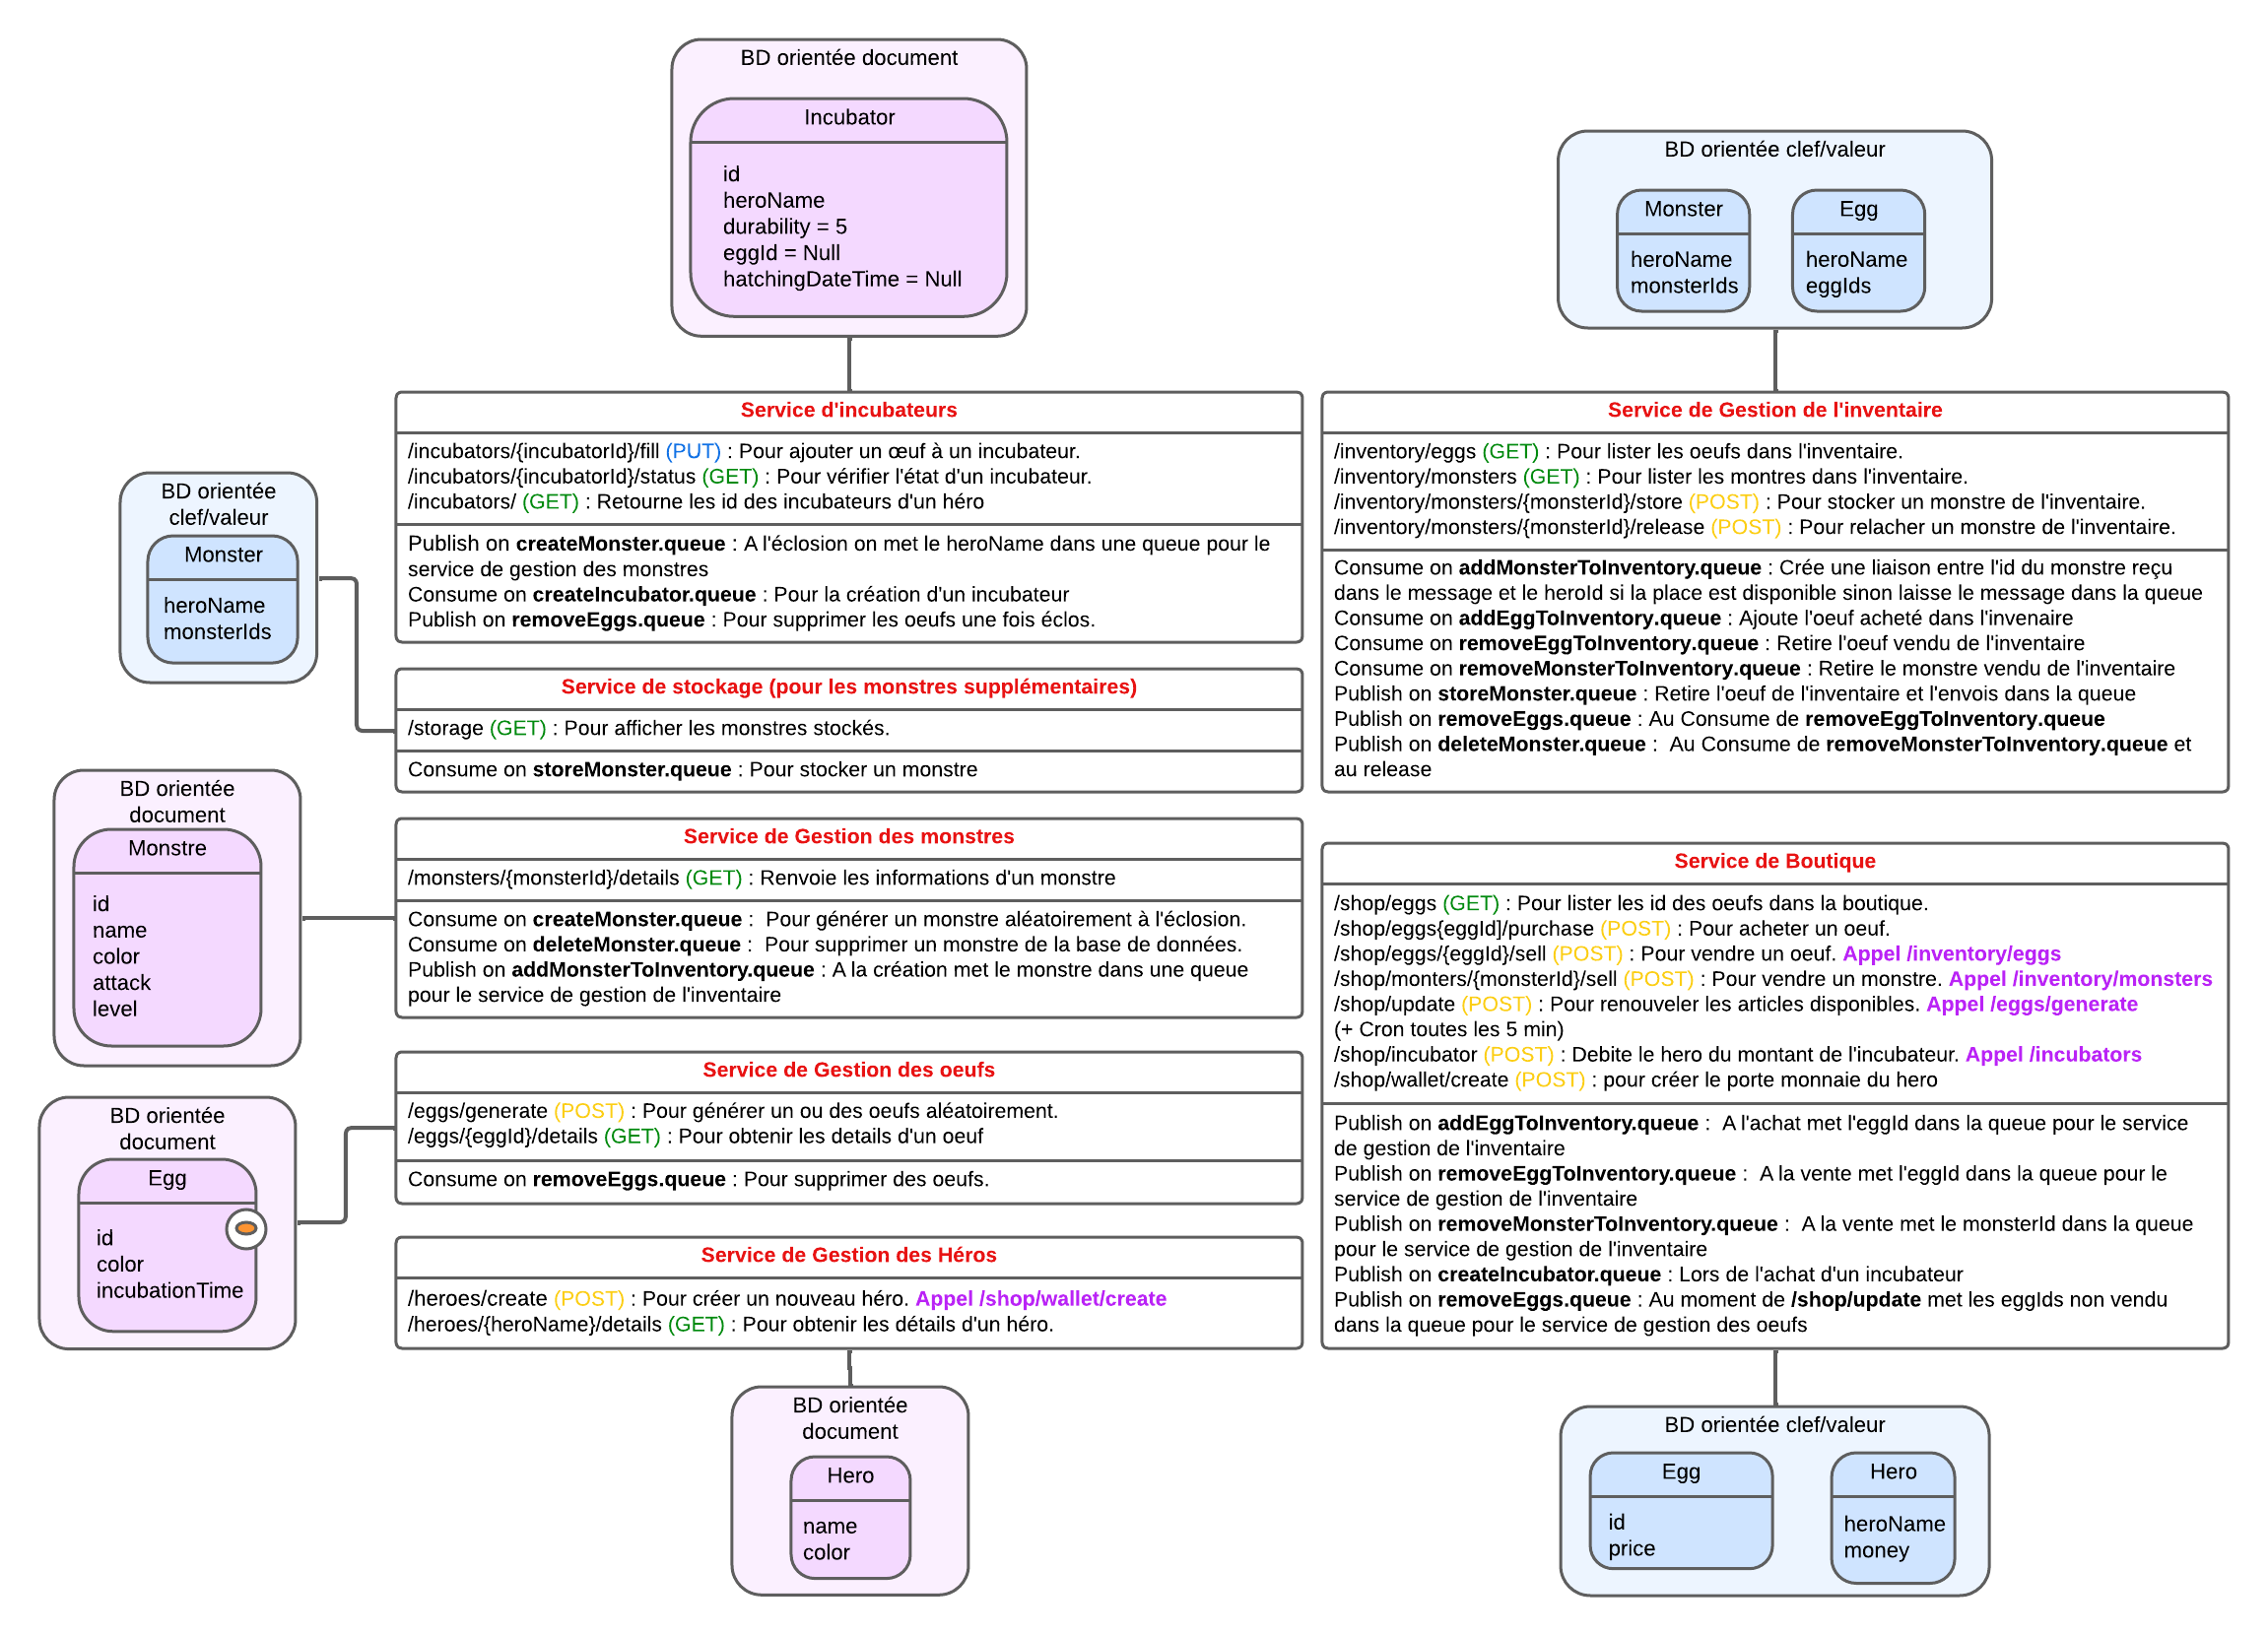 BD orientée document
Incubator
id
heroName
durability = 5
eggId = Null
hatchingDateTime = Null
BD orientée clef/valeur
Monster
heroName
monsterIds
Egg
heroName
eggIds
Service d'incubateurs
/incubators/{incubatorId}/fill (PUT) : Pour ajouter un œuf à un incubateur.
/incubators/{incubatorId}/status (GET) : Pour vérifier l'état d'un incubateur.
/incubators/ (GET) : Retourne les id des incubateurs d'un héro
Publish on createMonster.queue : A l'éclosion on met le heroName dans une queue pour le
service de gestion des monstres
Consume on createIncubator.queue : Pour la création d'un incubateur
Publish on removeEggs.queue : Pour supprimer les oeufs une fois éclos.
Service de Gestion de l'inventaire
/inventory/eggs (GET) : Pour lister les oeufs dans l'inventaire.
/inventory/monsters (GET) : Pour lister les montres dans l'inventaire.
/inventory/monsters/{monsterId}/store (POST) : Pour stocker un monstre de l'inventaire.
/inventory/monsters/{monsterId}/release (POST) : Pour relacher un monstre de l'inventaire.
Consume on addMonsterToInventory.queue : Crée une liaison entre l'id du monstre reçu
dans le message et le heroId si la place est disponible sinon laisse le message dans la queue
Consume on addEggToInventory.queue : Ajoute l'oeuf acheté dans l'invenaire
Consume on removeEggToInventory.queue : Retire l'oeuf vendu de l'inventaire
Consume on removeMonsterToInventory.queue : Retire le monstre vendu de l'inventaire
Publish on storeMonster.queue : Retire l'oeuf de l'inventaire et l'envois dans la queue
Publish on removeEggs.queue : Au Consume de removeEggToInventory.queue
Publish on deleteMonster.queue :  Au Consume de removeMonsterToInventory.queue et
au release
BD orientée
clef/valeur
Monster
heroName
monsterIds
Service de stockage (pour les monstres supplémentaires)
/storage (GET) : Pour afficher les monstres stockés.
Consume on storeMonster.queue : Pour stocker un monstre
BD orientée
document
Monstre
id
name
color
attack
level
Service de Gestion des monstres
/monsters/{monsterId}/details (GET) : Renvoie les informations d'un monstre
Consume on createMonster.queue :  Pour générer un monstre aléatoirement à l'éclosion.
Consume on deleteMonster.queue :  Pour supprimer un monstre de la base de données.
Publish on addMonsterToInventory.queue : A la création met le monstre dans une queue
pour le service de gestion de l'inventaire
Service de Boutique
/shop/eggs (GET) : Pour lister les id des oeufs dans la boutique.
/shop/eggs{eggId]/purchase (POST) : Pour acheter un oeuf.
/shop/eggs/{eggId}/sell (POST) : Pour vendre un oeuf. Appel /inventory/eggs
/shop/monters/{monsterId}/sell (POST) : Pour vendre un monstre. Appel /inventory/monsters
/shop/update (POST) : Pour renouveler les articles disponibles. Appel /eggs/generate
(+ Cron toutes les 5 min)
/shop/incubator (POST) : Debite le hero du montant de l'incubateur. Appel /incubators
/shop/wallet/create (POST) : pour créer le porte monnaie du hero
Publish on addEggToInventory.queue :  A l'achat met l'eggId dans la queue pour le service
de gestion de l'inventaire
Publish on removeEggToInventory.queue :  A la vente met l'eggId dans la queue pour le
service de gestion de l'inventaire
Publish on removeMonsterToInventory.queue :  A la vente met le monsterId dans la queue
pour le service de gestion de l'inventaire
Publish on createIncubator.queue : Lors de l'achat d'un incubateur
Publish on removeEggs.queue : Au moment de /shop/update met les eggIds non vendu
dans la queue pour le service de gestion des oeufs
BD orientée
document
Egg
id
color
incubationTime
Service de Gestion des oeufs
/eggs/generate (POST) : Pour générer un ou des oeufs aléatoirement.
/eggs/{eggId}/details (GET) : Pour obtenir les details d'un oeuf
Consume on removeEggs.queue : Pour supprimer des oeufs.
Service de Gestion des Héros
/heroes/create (POST) : Pour créer un nouveau héro. Appel /shop/wallet/create
/heroes/{heroName}/details (GET) : Pour obtenir les détails d'un héro.
BD orientée
document
Hero
name
color
BD orientée clef/valeur
Egg
id
price
Hero
heroName
money